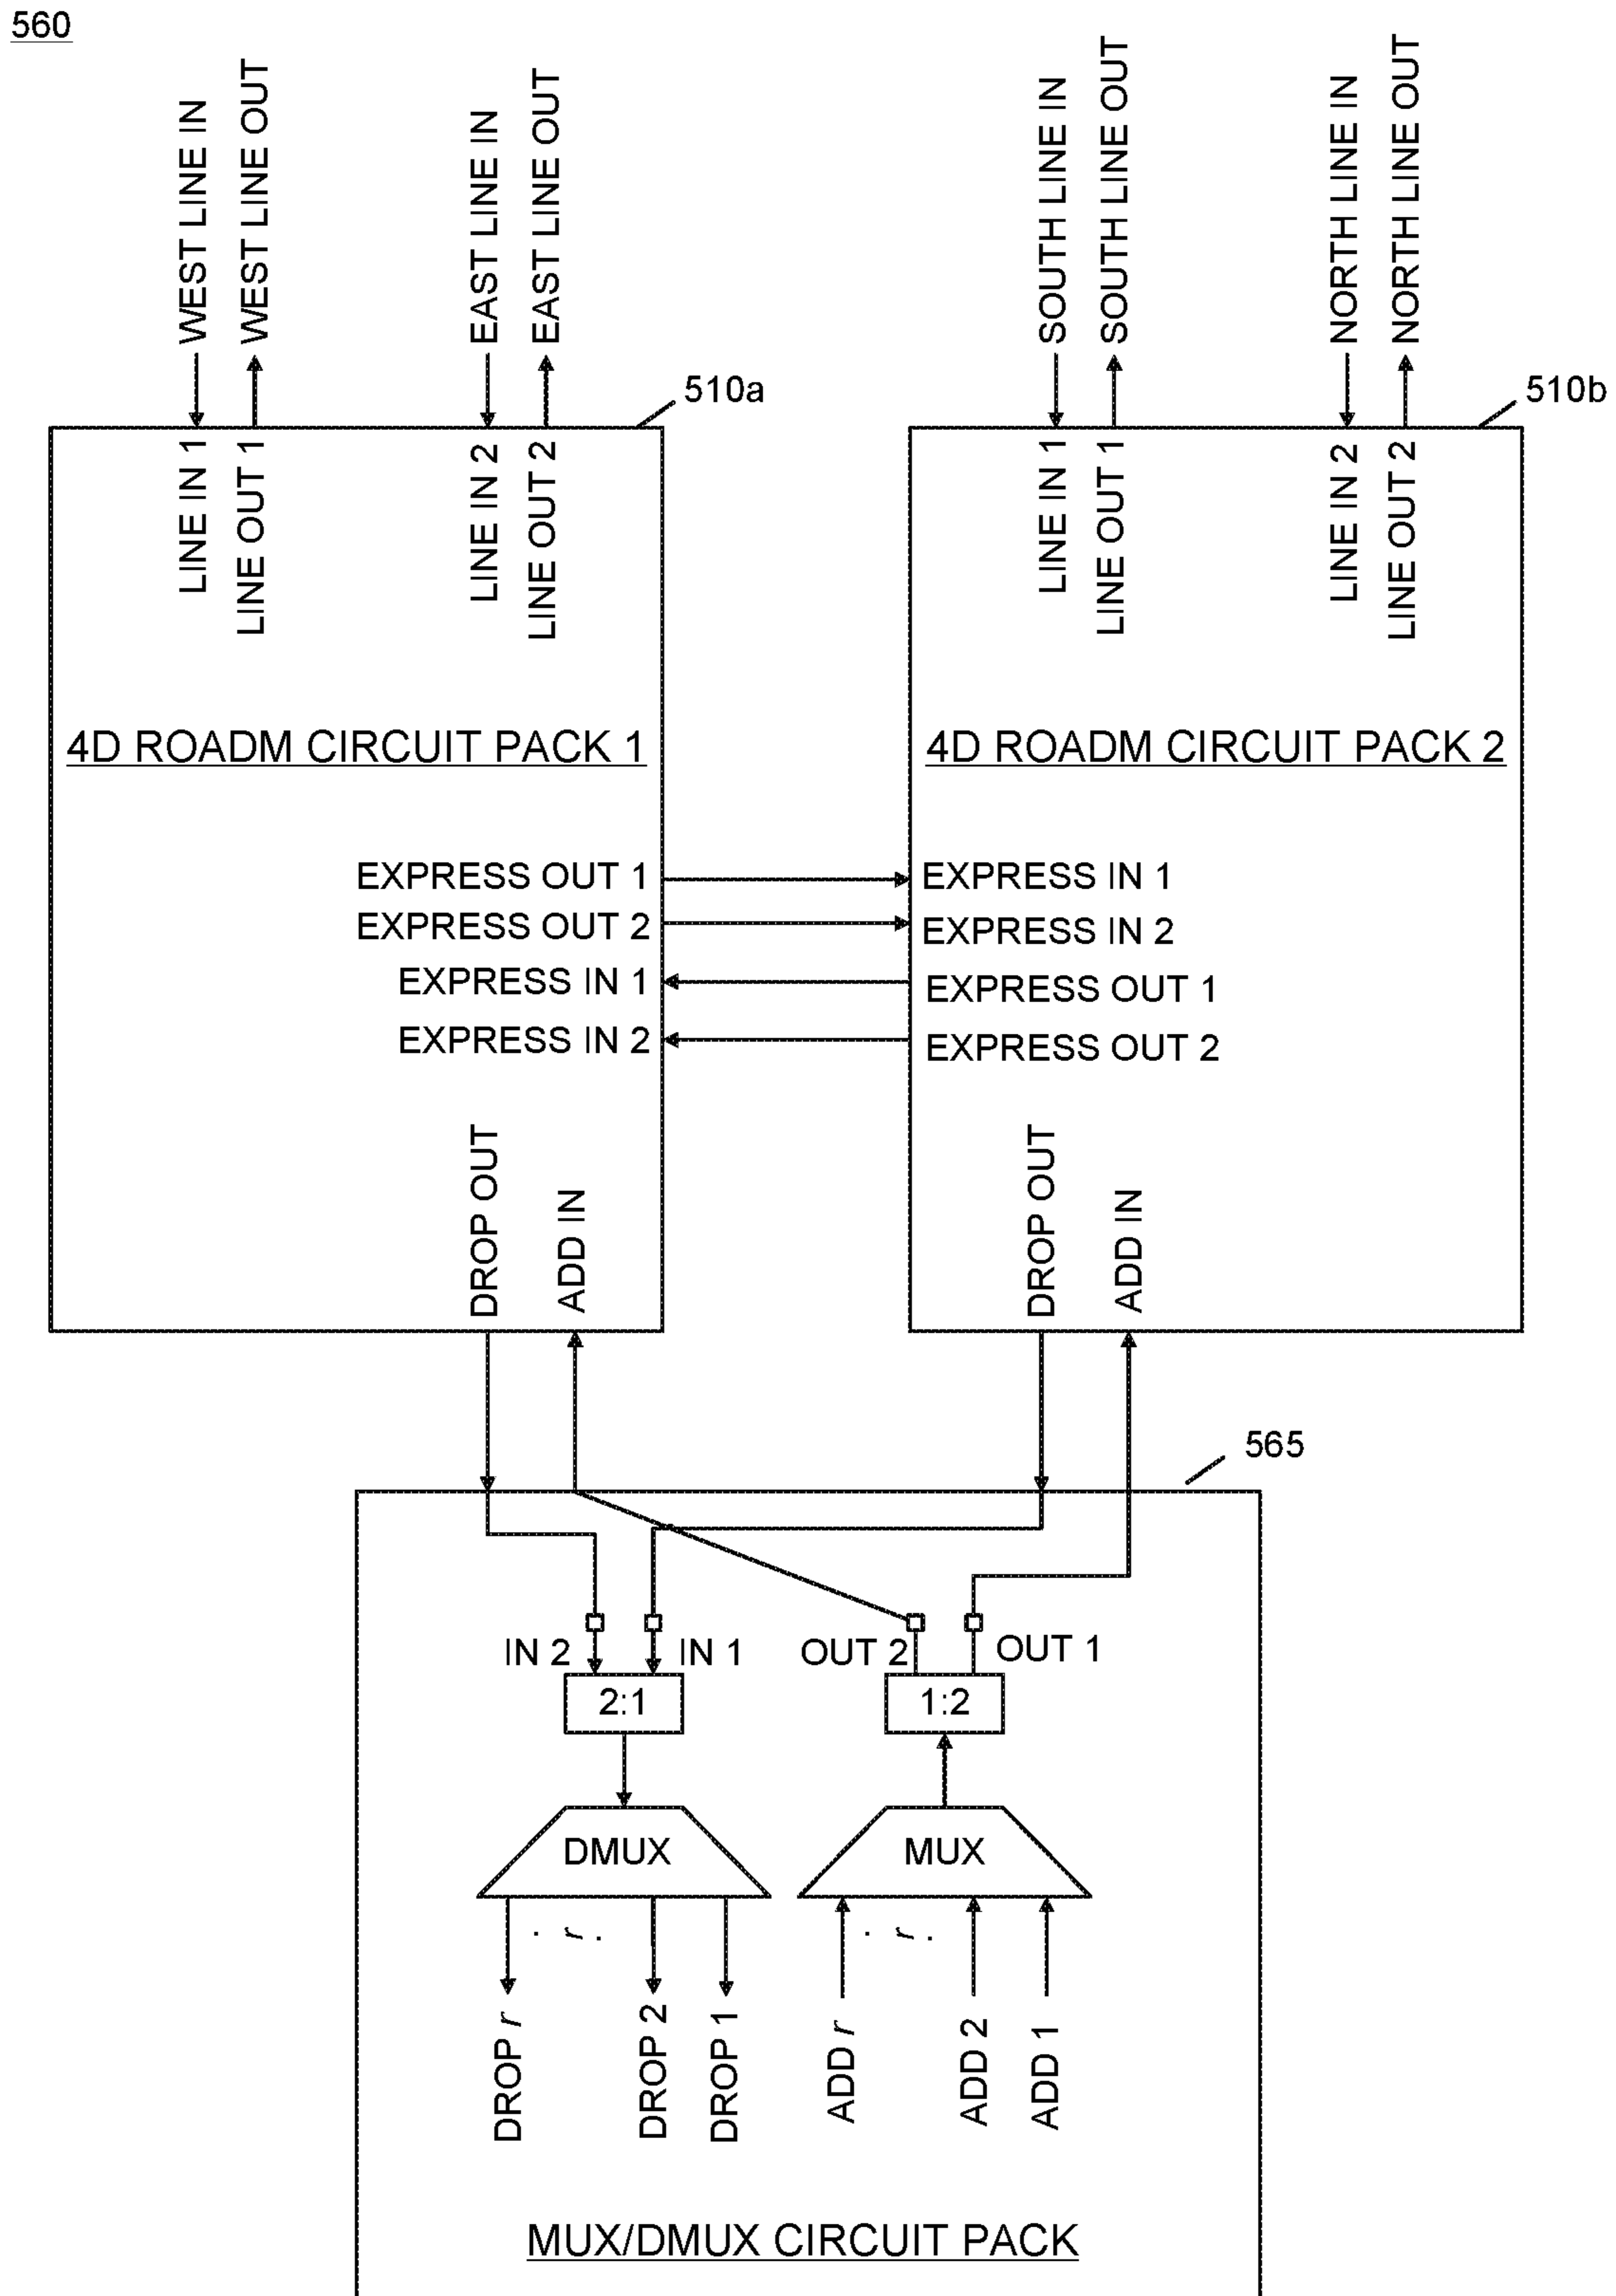 560
WEST LINE IN
WEST LINE OUT
EAST LINE IN
EAST LINE OUT
SOUTH LINE IN
SOUTH LINE OUT
NORTH LINE IN
NORTH LINE OUT
510a
510b
LINE IN 1
LINE OUT 1
LINE IN 2
LINE OUT 2
LINE IN 1
LINE OUT 1
LINE IN 2
LINE OUT 2
4D ROADM CIRCUIT PACK 1
4D ROADM CIRCUIT PACK 2
EXPRESS OUT 1
EXPRESS OUT 2
EXPRESS IN 1
EXPRESS IN 2
EXPRESS IN 1
EXPRESS IN 2
EXPRESS OUT 1
EXPRESS OUT 2
DROP OUT
ADD IN
DROP OUT
ADD IN
565
IN 2
IN 1
OUT 2
OUT 1
2:1
1:2
DMUX
MUX
. r .
. r .
DROP r
DROP 2
DROP 1
ADD r
ADD 2
ADD 1
MUX/DMUX CIRCUIT PACK